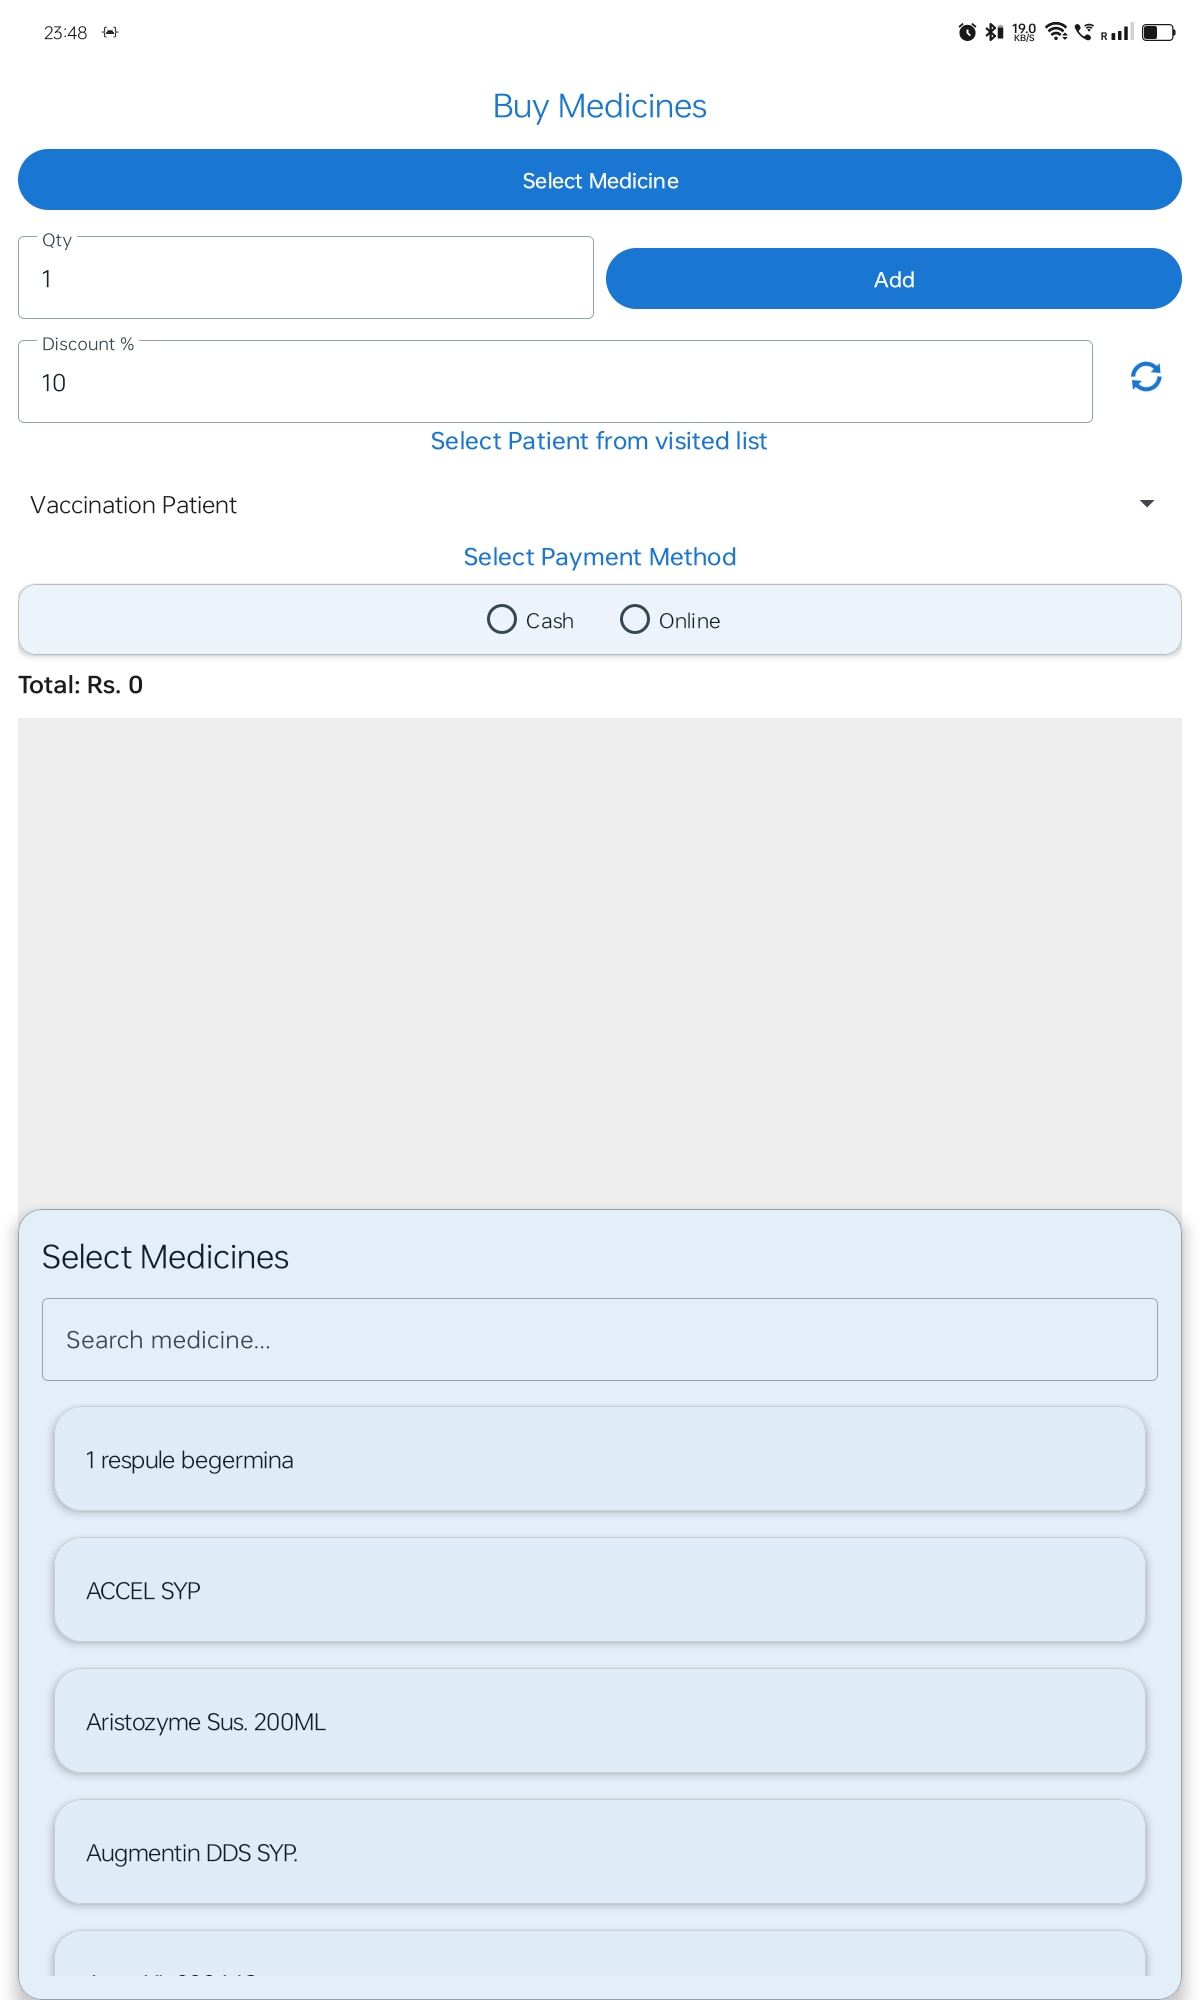 23:48
19.0
KB/S
R
Buy Medicines
Select Medicine
Qty
1
Add
Discount %
10
Select Patient from visited list
Vaccination Patient
Select Payment Method
Cash
Online
Total: Rs. 0
Select Medicines
Search medicine...
1 respule begermina
ACCEL SYP
Aristozyme Sus. 200ML
Augmentin DDS SYP.